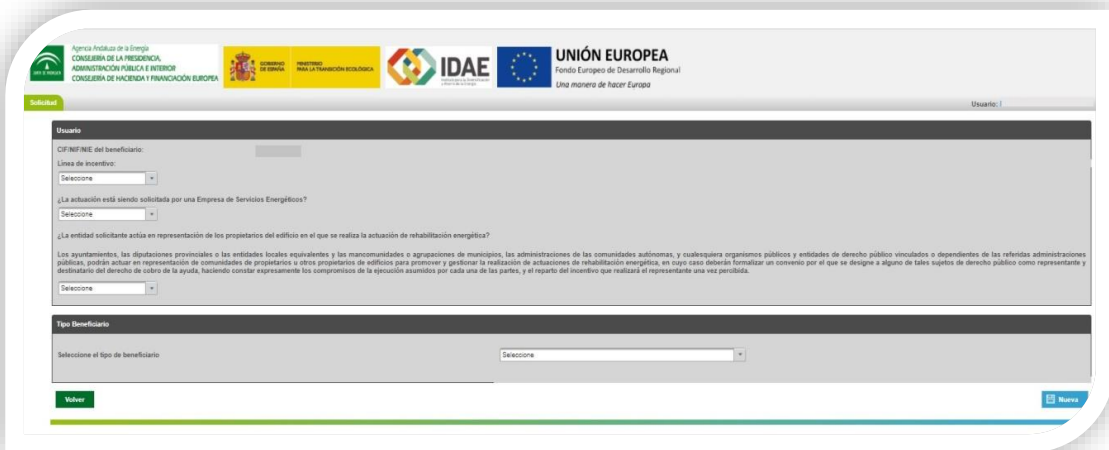 Agencia Andaluza de la Energía
CONSEJERÍA DE LA PRESIDENCIA,
ADMINISTRACIÓN PÚBLICA E INTERIOR
CONSEJERÍA DE HACIENDA Y FINANCIACIÓN EUROPEA
GOBIERNO DE ESPAÑA
MINISTERIO PARA LA TRANSICIÓN ECOLÓGICA
IDAE
UNIÓN EUROPEA
Fondo Europeo de Desarrollo Regional
Una manera de hacer Europa
Solicitud
Usuario:
Usuario
CIF/NIF/NIE del beneficiario:
Línea de incentivo:
Seleccione
¿La actuación está siendo solicitada por una Empresa de Servicios Energéticos?
Seleccione
¿La entidad solicitante actúa en representación de los propietarios del edificio en el que se realiza la actuación de rehabilitación energética?
Los ayuntamientos, las diputaciones provinciales o las entidades locales equivalentes y las mancomunidades o agrupaciones de municipios, las administraciones de las comunidades autónomas, y cualesquiera organismos públicos y entidades de derecho público vinculados o dependientes de las referidas administraciones
públicas, podrán actuar en representación de comunidades de propietarios u otros propietarios de edificios para promover y gestionar la realización de actuaciones de rehabilitación energética, en cuyo caso deberán formalizar un convenio por el que se designe a alguno de tales sujetos de derecho público como representante y
destinatario del derecho de cobro de la ayuda, haciendo constar expresamente los compromisos de la ejecución asumidos por cada una de las partes, y el reparto del incentivo que realizará el representante una vez percibida.
Seleccione
Tipo Beneficiario
Seleccione el tipo de beneficiario
Seleccione
Volver
Nueva